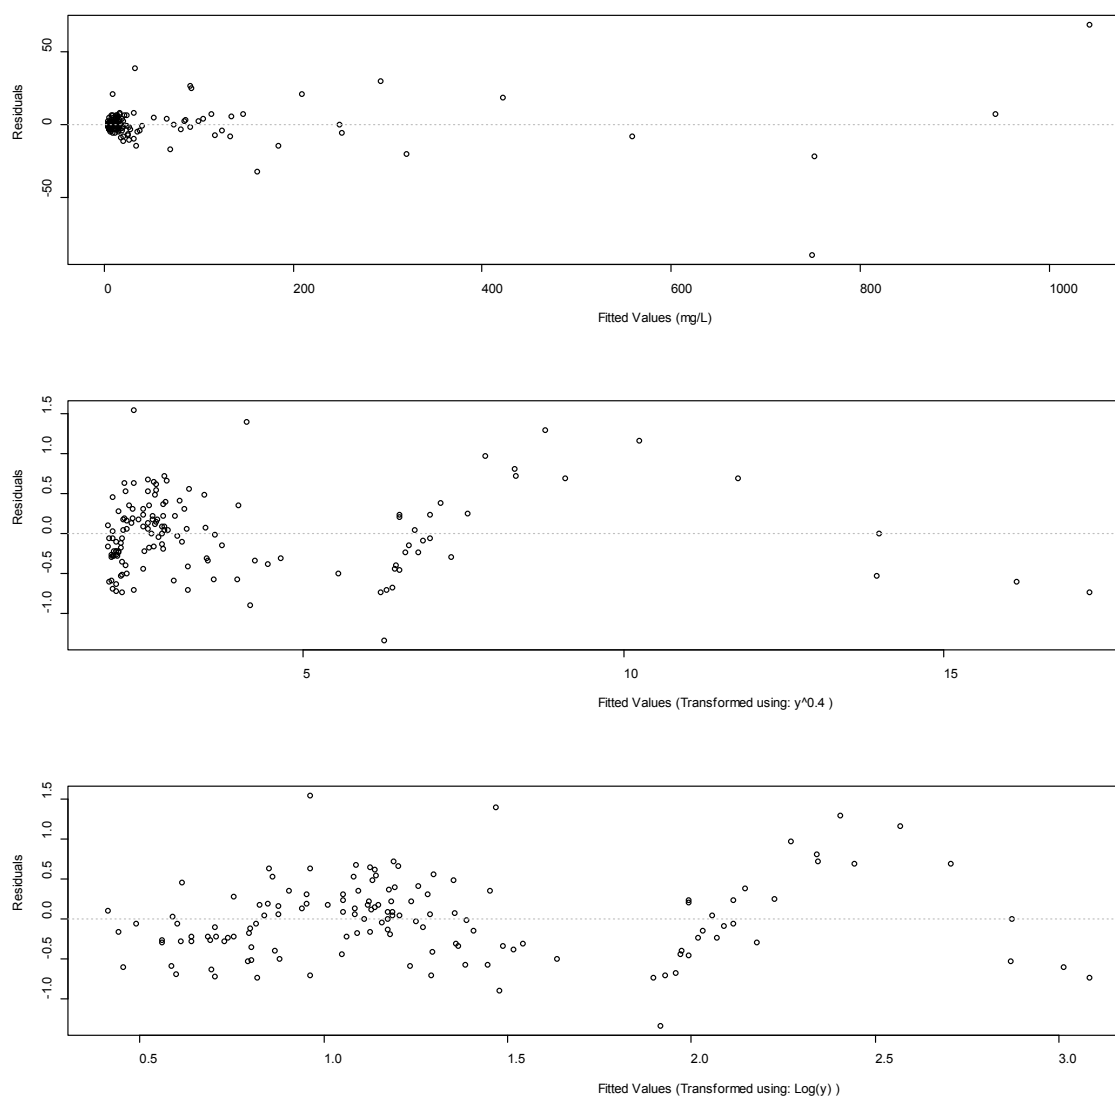 50
0
-50
Residuals
0 200 400 600 800 1000
Fitted Values (mg/L)
1.5
1.0
0.5
0.0
-0.5
-1.0
Residuals
5 10 15
Fitted Values (Transformed using: y^0.4 )
1.5
1.0
0.5
0.0
-0.5
-1.0
Residuals
0.5 1.0 1.5 2.0 2.5 3.0
Fitted Values (Transformed using: Log(y) )